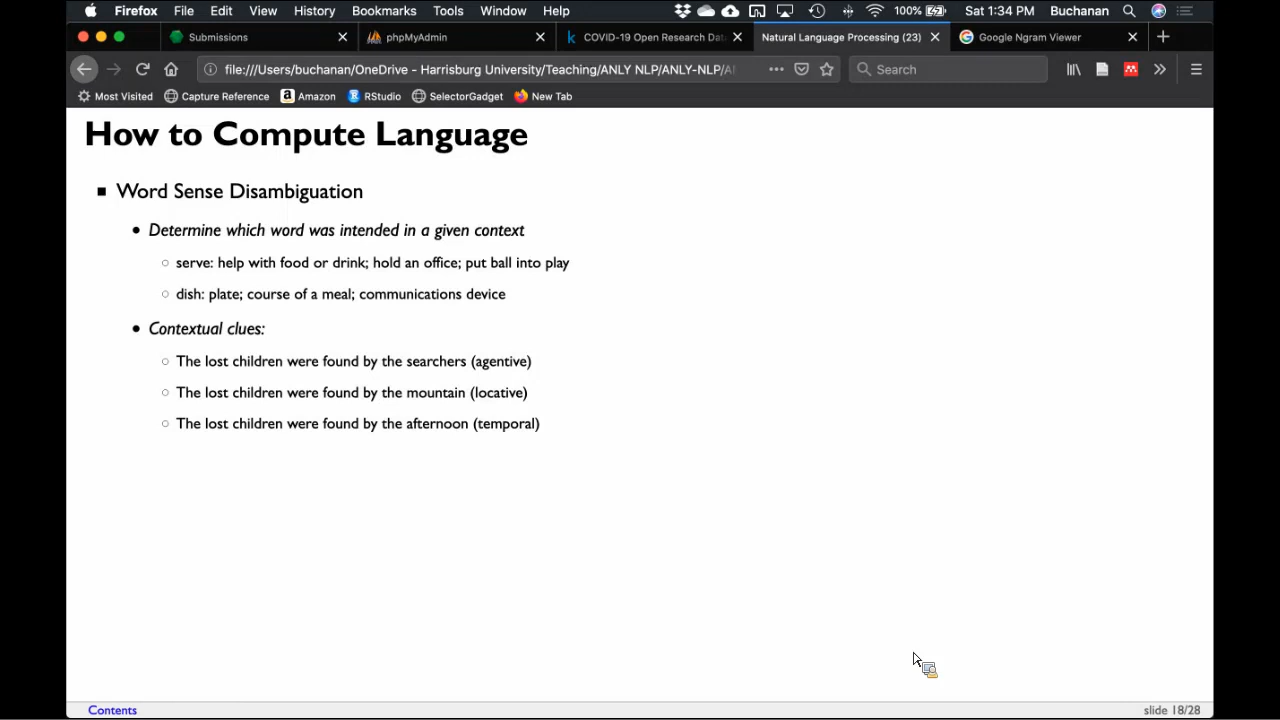 Firefox File Edit View History Bookmarks Tools Window Help 100% Sat 1:34 PM Buchanan
Submissions phpMyAdmin COVID-19 Open Research Dat Natural Language Processing (23) Google Ngram Viewer
file:///Users/buchanan/OneDrive - Harrisburg University/Teaching/ANLY NLP/ANLY-NLP/ Search
Most Visited Capture Reference Amazon RStudio SelectorGadget New Tab
How to Compute Language
Word Sense Disambiguation
Determine which word was intended in a given context
serve: help with food or drink; hold an office; put ball into play
dish: plate; course of a meal; communications device
Contextual clues:
The lost children were found by the searchers (agentive)
The lost children were found by the mountain (locative)
The lost children were found by the afternoon (temporal)
Contents slide 18/28